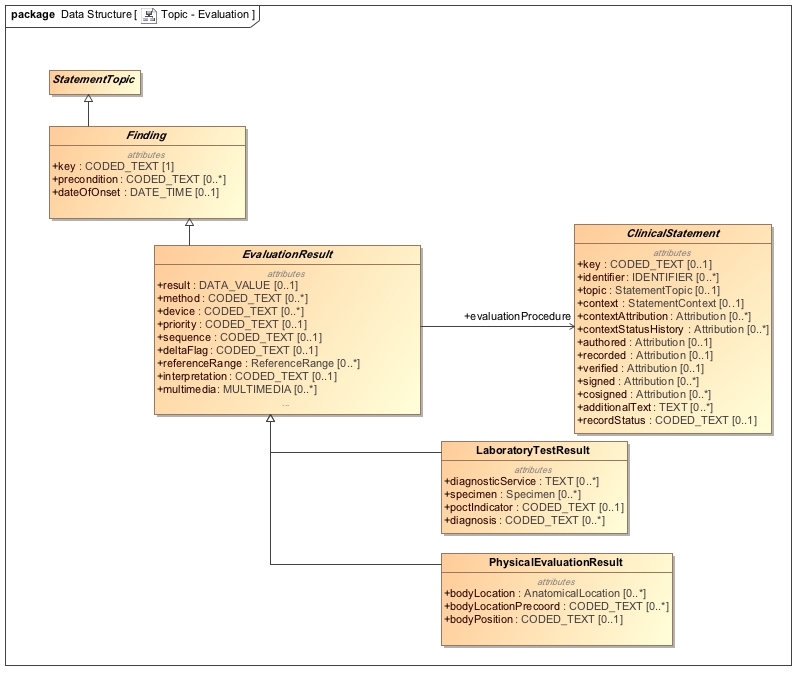 package Data Structure [ Topic - Evaluation ]
StatementTopic
Finding
attributes
+key : CODED_TEXT [1]
+precondition : CODED_TEXT [0..*]
+dateOfOnset : DATE_TIME [0..1]
EvaluationResult
attributes
+result : DATA_VALUE [0..1]
+method : CODED_TEXT [0..*]
+device : CODED_TEXT [0..*]
+priority : CODED_TEXT [0..1]
+sequence : CODED_TEXT [0..1]
+deltaFlag : CODED_TEXT [0..1]
+referenceRange : ReferenceRange [0..*]
+interpretation : CODED_TEXT [0..1]
+multimedia : MULTIMEDIA [0..*]
...
+evaluationProcedure
ClinicalStatement
attributes
+key : CODED_TEXT [0..1]
+identifier : IDENTIFIER [0..*]
+topic : StatementTopic [0..1]
+context : StatementContext [0..1]
+contextAttribution : Attribution [0..*]
+contextStatusHistory : Attribution [0..*]
+authored : Attribution [0..1]
+recorded : Attribution [0..1]
+verified : Attribution [0..1]
+signed : Attribution [0..*]
+cosigned : Attribution [0..*]
+additionalText : TEXT [0..*]
+recordStatus : CODED_TEXT [0..1]
LaboratoryTestResult
attributes
+diagnosticService : TEXT [0..*]
+specimen : Specimen [0..*]
+poctIndicator : CODED_TEXT [0..1]
+diagnosis : CODED_TEXT [0..*]
PhysicalEvaluationResult
attributes
+bodyLocation : AnatomicalLocation [0..*]
+bodyLocationPrecoord : CODED_TEXT [0..*]
+bodyPosition : CODED_TEXT [0..1]